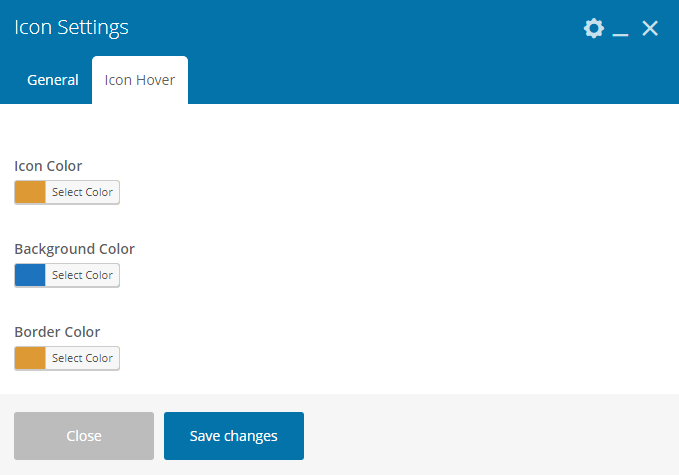 Icon Settings
General Icon Hover
Icon Color
Select Color
Background Color
Select Color
Border Color
Select Color
Close Save changes